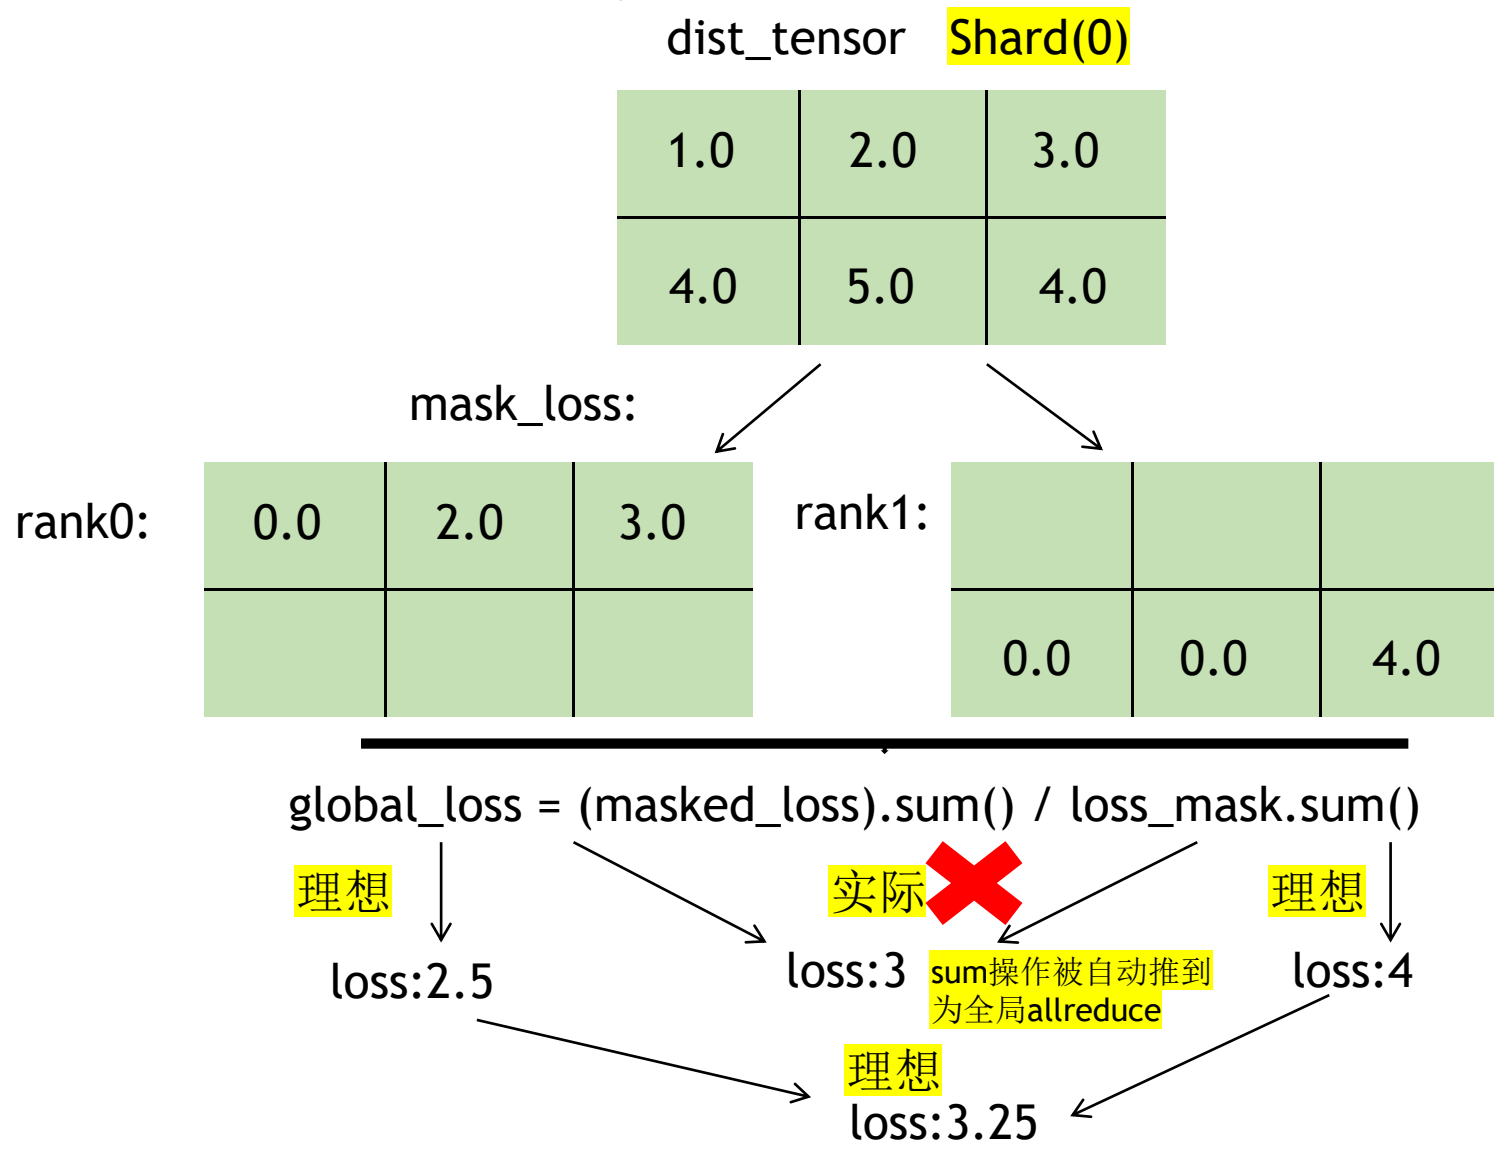 dist_tensor Shard(0)
1.0 2.0 3.0
4.0 5.0 4.0
mask_loss:
rank0: 0.0 2.0 3.0
rank1:
0.0 0.0 4.0
global_loss = (masked_loss).sum() / loss_mask.sum()
理想 实际 理想
loss:2.5 loss:3 loss:4
sum操作被自动推到
为全局allreduce
理想
loss:3.25